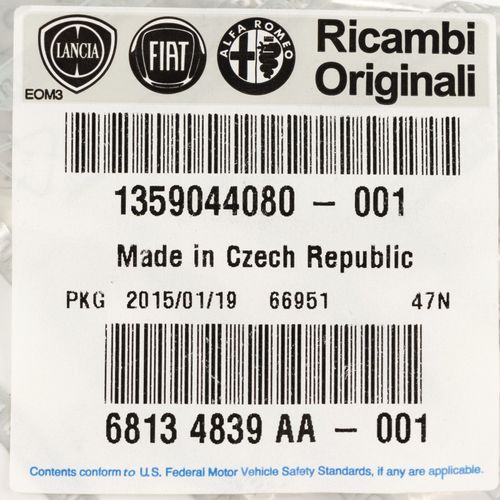 LANCIA FIAT ALFA ROMEO Ricambi
EOM3 Originali
1359044080 - 001
Made in Czech Republic
PKG 2015/01/19 66951 47N
6813 4839 AA - 001
Contents conform to U.S. Federal Motor Vehicle Safety Standards, if any are applicable.